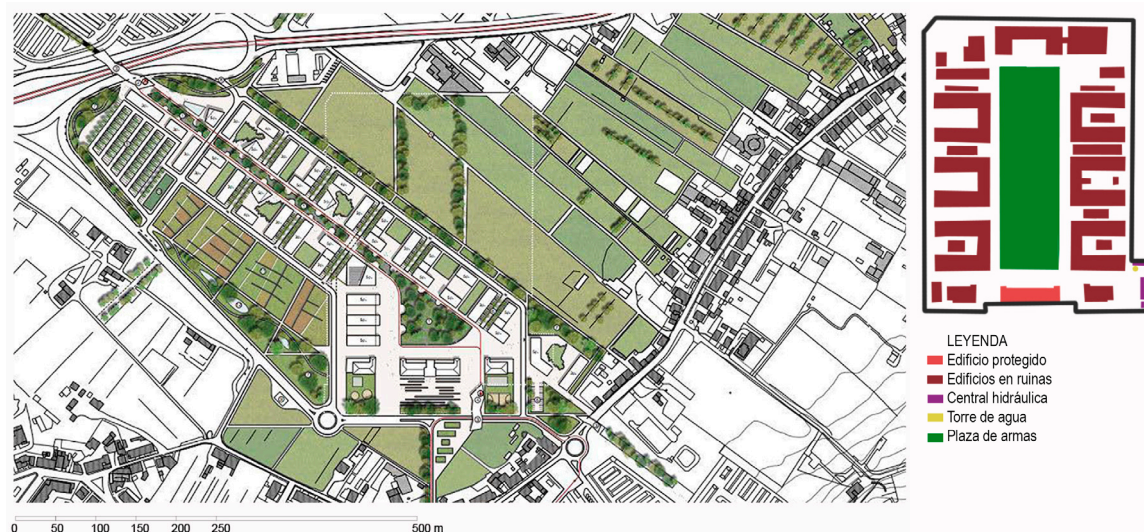 LEYENDA
Edificio protegido
Edificios en ruinas
Central hidráulica
Torre de agua
Plaza de armas
0 50 100 150 200 250 500 m